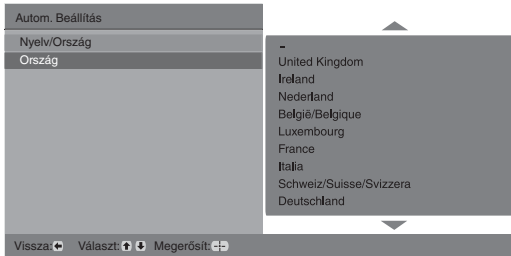 Autom. Beállítás
Nyelv/Ország
Ország
-
United Kingdom
Ireland
Nederland
België/Belgique
Luxembourg
France
Italia
Schweiz/Suisse/Svizzera
Deutschland
Vissza: Választ: Megerősít: